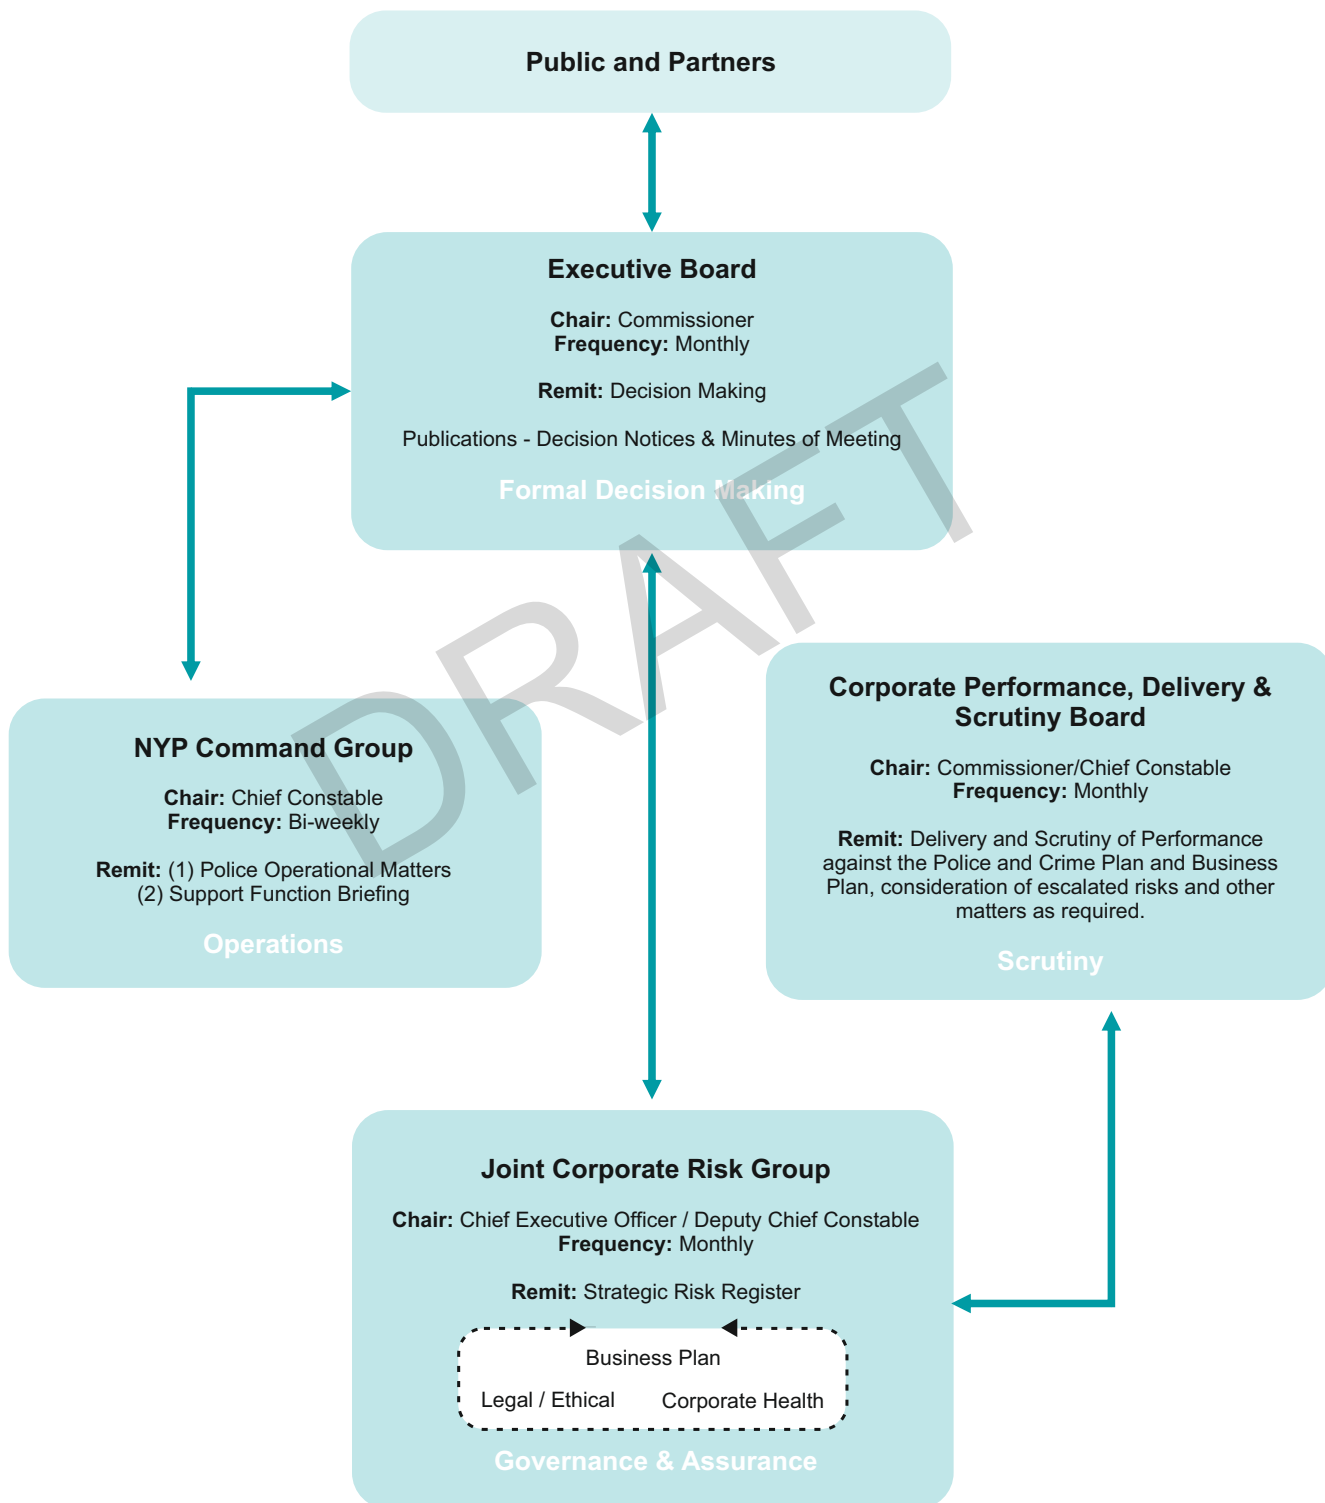 Public and Partners
Executive Board
Chair: Commissioner
Frequency: Monthly
Remit: Decision Making
Publications - Decision Notices & Minutes of Meeting
Formal Decision Making
DRAFT
NYP Command Group
Chair: Chief Constable
Frequency: Bi-weekly
Remit: (1) Police Operational Matters
(2) Support Function Briefing
Operations
Corporate Performance, Delivery &
Scrutiny Board
Chair: Commissioner/Chief Constable
Frequency: Monthly
Remit: Delivery and Scrutiny of Performance
against the Police and Crime Plan and Business
Plan, consideration of escalated risks and other
matters as required.
Scrutiny
Joint Corporate Risk Group
Chair: Chief Executive Officer / Deputy Chief Constable
Frequency: Monthly
Remit: Strategic Risk Register
Business Plan
Legal / Ethical
Corporate Health
Governance & Assurance